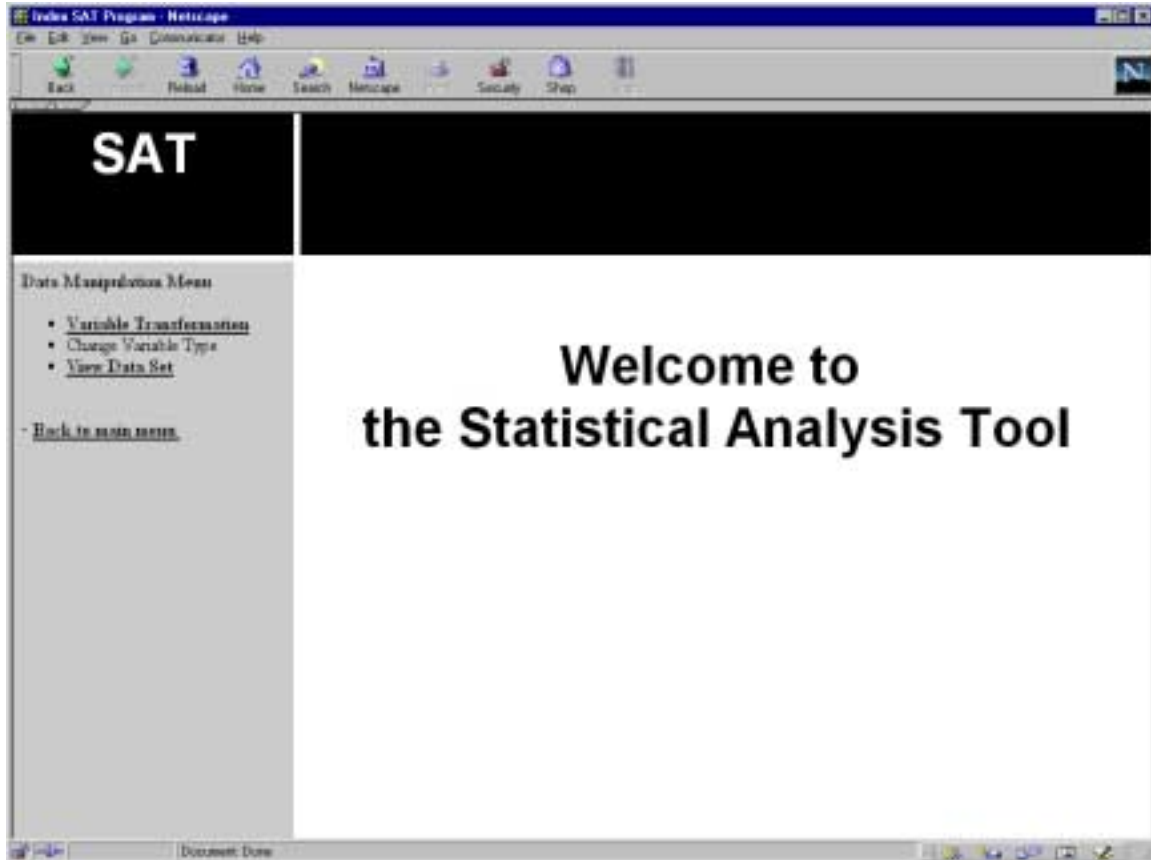 Index SAT Program - Netscape
File Edit View Go Communicator Help
Back Reload Home Search Netscape Security Shop
N
SAT
Data Manipulation Menu
• Variable Transformation
• Change Variable Type
• View Data Set
- Back to main menu.
Welcome to
the Statistical Analysis Tool
Document: Done